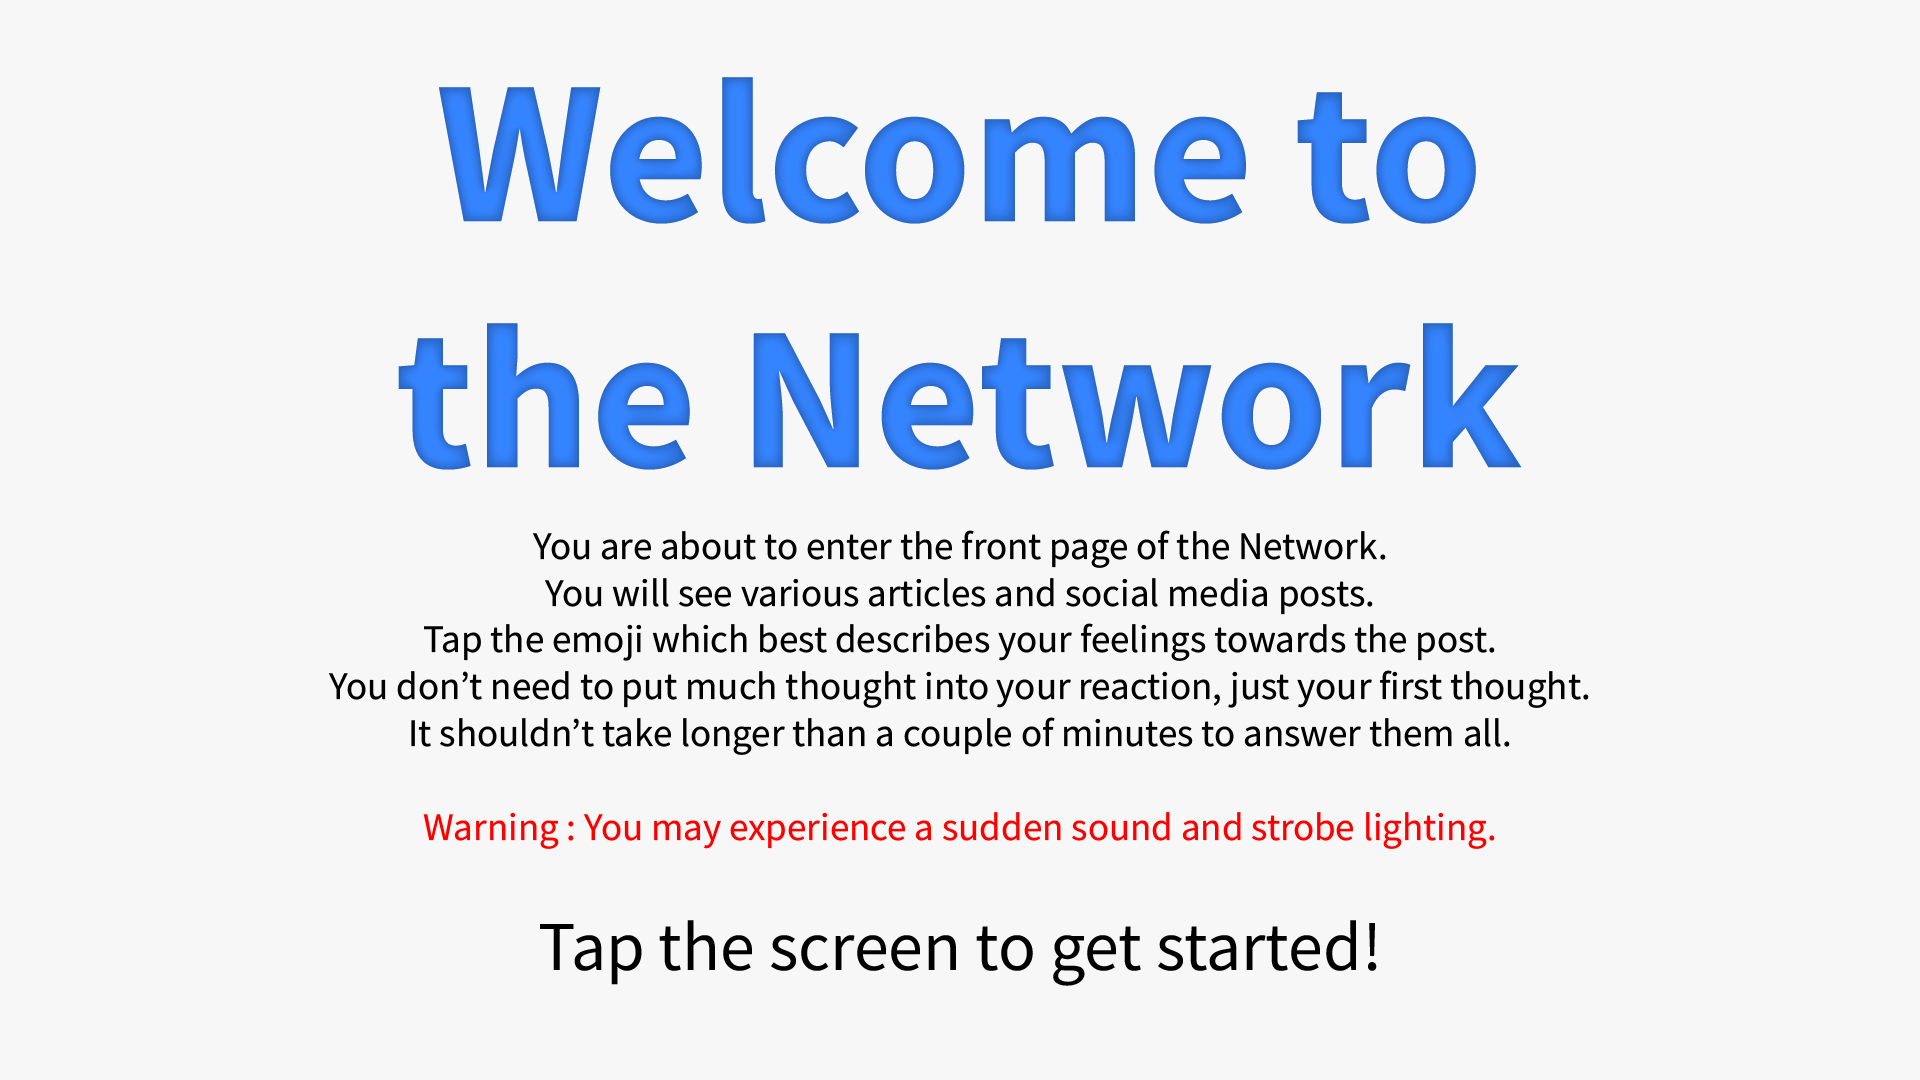 Welcome to
the Network
You are about to enter the front page of the Network.
You will see various articles and social media posts.
Tap the emoji which best describes your feelings towards the post.
You don’t need to put much thought into your reaction, just your first thought.
It shouldn’t take longer than a couple of minutes to answer them all.
Warning : You may experience a sudden sound and strobe lighting.
Tap the screen to get started!